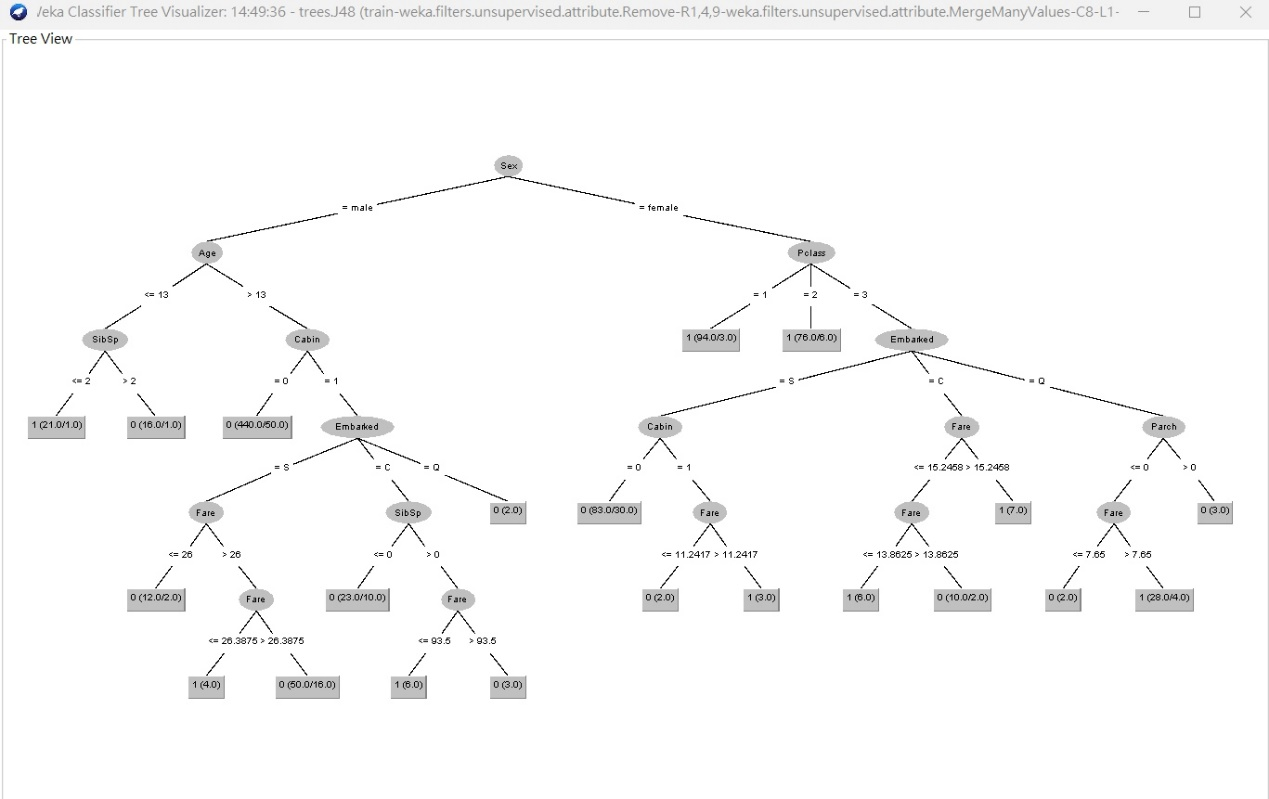 /eka Classifier Tree Visualizer: 14:49:36 - trees.J48 (train-weka.filters.unsupervised.attribute.Remove-R1,4,9-weka.filters.unsupervised.attribute.MergeManyValues-C8-L1-
Tree View
Sex
= male = female
Age Pclass
<= 13 > 13 = 1 = 2 = 3
SibSp Cabin 1 (94.0/3.0) 1 (76.0/6.0) Embarked
<= 2 > 2 = 0 = 1 = S = C = Q
1 (21.0/1.0) 0 (16.0/1.0) 0 (440.0/50.0) Embarked Cabin Fare Parch
= S = C = Q = 0 = 1 <= 15.2458 > 15.2458 <= 0 > 0
Fare SibSp 0 (2.0) 0 (83.0/30.0) Fare Fare 1 (7.0) Fare 0 (3.0)
<= 26 > 26 <= 0 > 0 <= 11.2417 > 11.2417 <= 13.8625 > 13.8625 <= 7.65 > 7.65
0 (12.0/2.0) Fare 0 (23.0/10.0) Fare 0 (2.0) 1 (3.0) 1 (6.0) 0 (10.0/2.0) 0 (2.0) 1 (28.0/4.0)
<= 26.3875 > 26.3875 <= 93.5 > 93.5
1 (4.0) 0 (50.0/16.0) 1 (6.0) 0 (3.0)